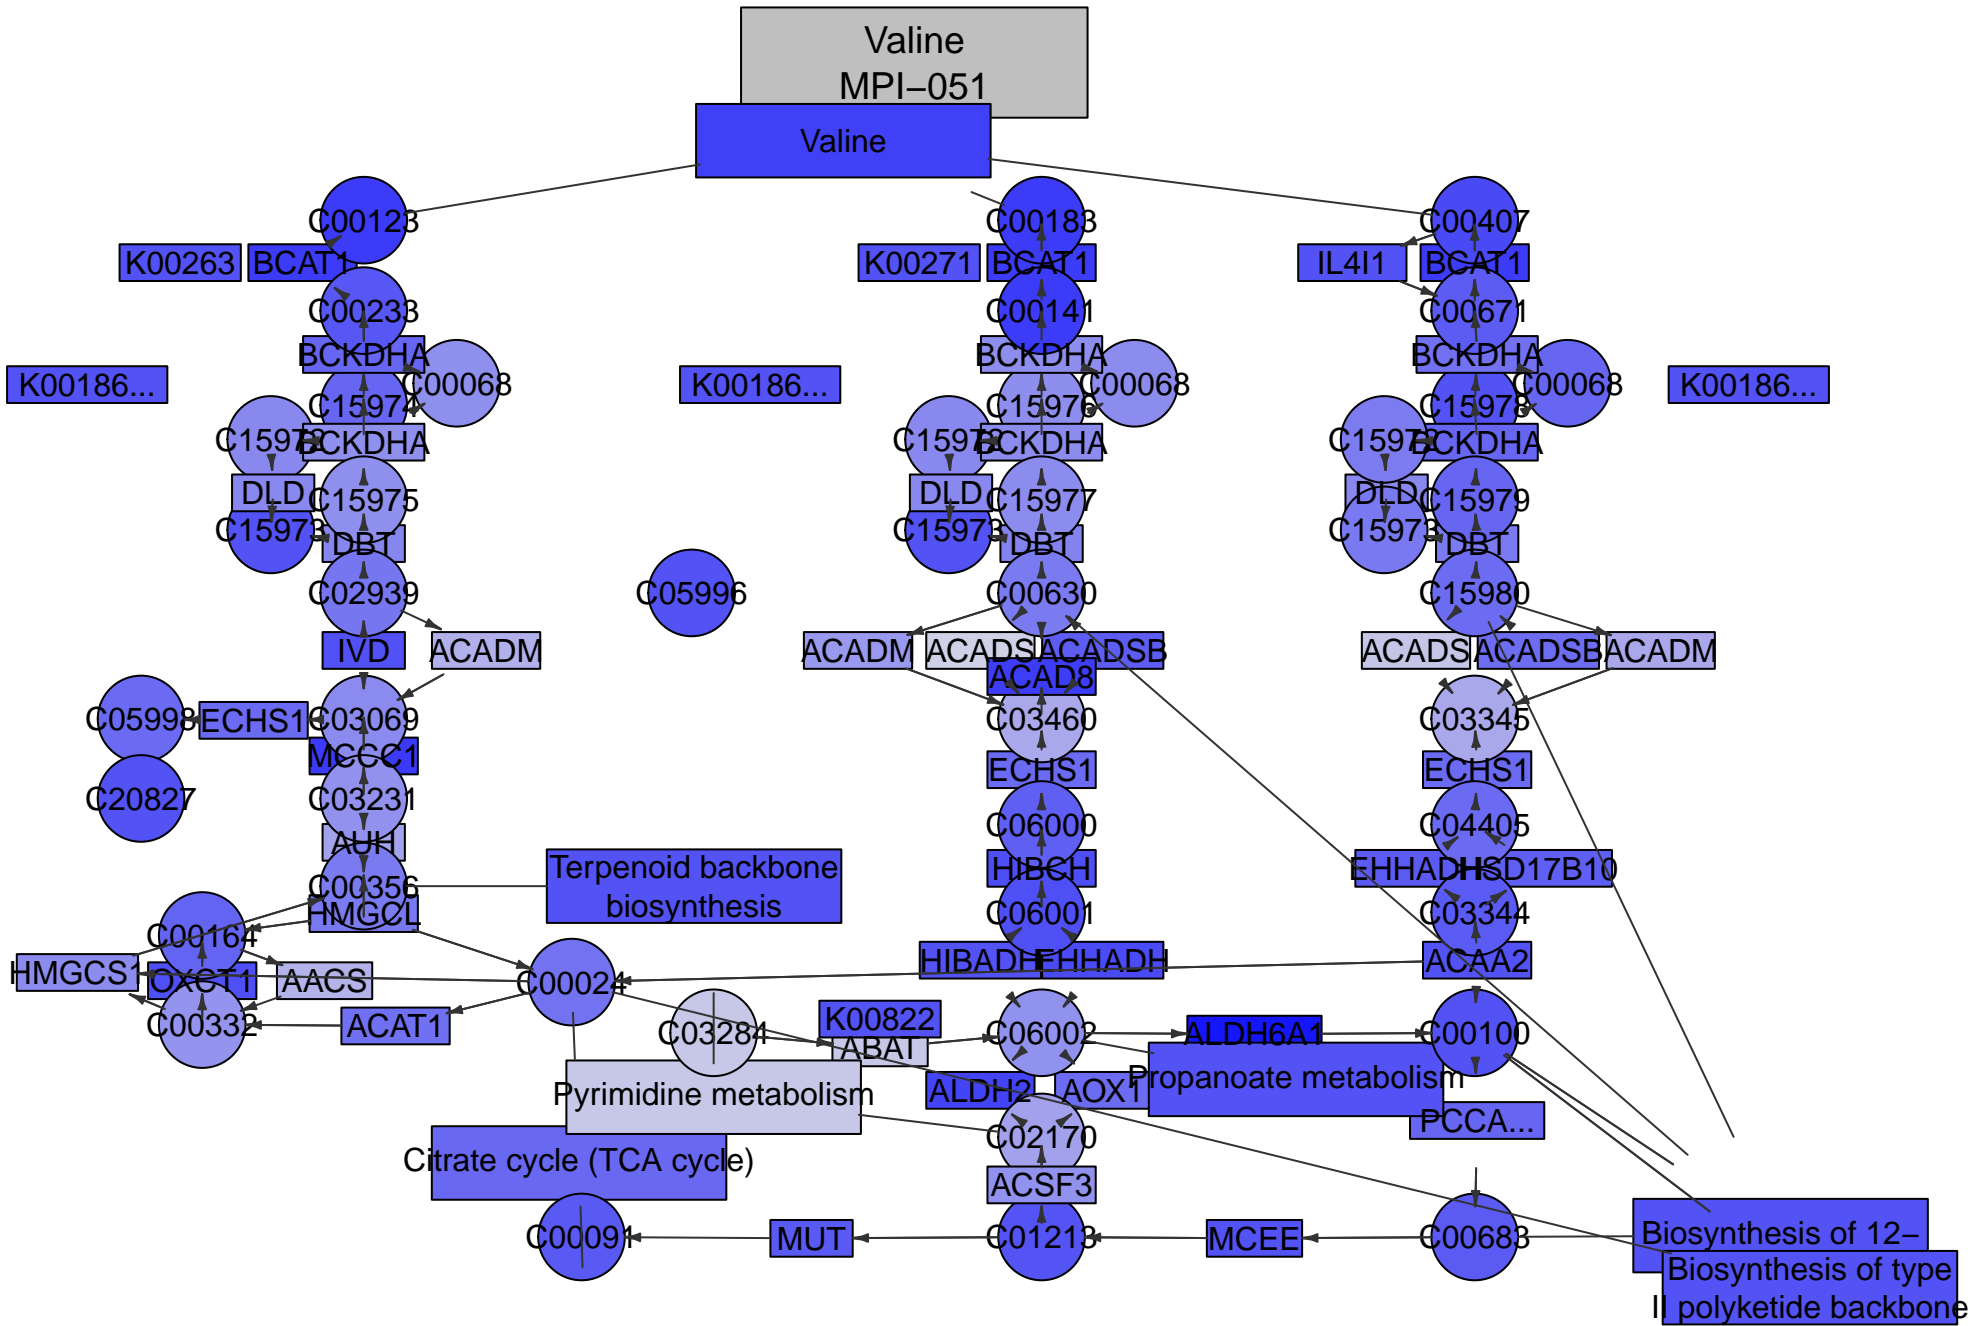 Valine
MPI−051
Valine
C00123
C00183
C00407
K00263
BCAT1
K00271
BCAT1
IL4I1
BCAT1
C00233
C00141
C00671
BCKDHA
BCKDHA
BCKDHA
K00186...
C00068
K00186...
C00068
C00068
K00186...
C15974
C15976
C15978
C15972
BCKDHA
C15972
BCKDHA
C15972
BCKDHA
DLD
C15975
DLD
C15977
DLD
C15979
C15973
DBT
C15973
DBT
C15973
DBT
C02939
C05996
C00630
C15980
IVD
ACADM
ACADM
ACADS
ACADSB
ACADS
ACADSB
ACADM
ACAD8
C05998
ECHS1
C03069
C03460
C03345
MCCC1
ECHS1
ECHS1
C20827
C03231
C06000
C04405
AUH
HIBCH
EHHADH
HSD17B10
Terpenoid backbone
biosynthesis
C00356
HMGCL
C06001
C03344
C00164
HMGCS1
OXCT1
AACS
C00024
HIBADH
EHHADH
ACAA2
C00332
ACAT1
C03284
K00822
ABAT
C06002
ALDH6A1
C00100
Pyrimidine metabolism
ALDH2
AOX1
Propanoate metabolism
PCCA...
C02170
Citrate cycle (TCA cycle)
ACSF3
C00091
MUT
C01213
MCEE
C00683
Biosynthesis of 12−
Biosynthesis of type
II polyketide backbone